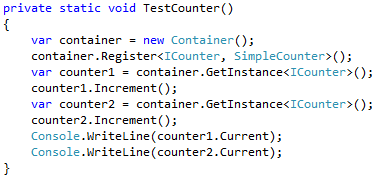 private static void TestCounter()
{
    var container = new Container();
    container.Register<ICounter, SimpleCounter>();
    var counter1 = container.GetInstance<ICounter>();
    counter1.Increment();
    var counter2 = container.GetInstance<ICounter>();
    counter2.Increment();
    Console.WriteLine(counter1.Current);
    Console.WriteLine(counter2.Current);
}